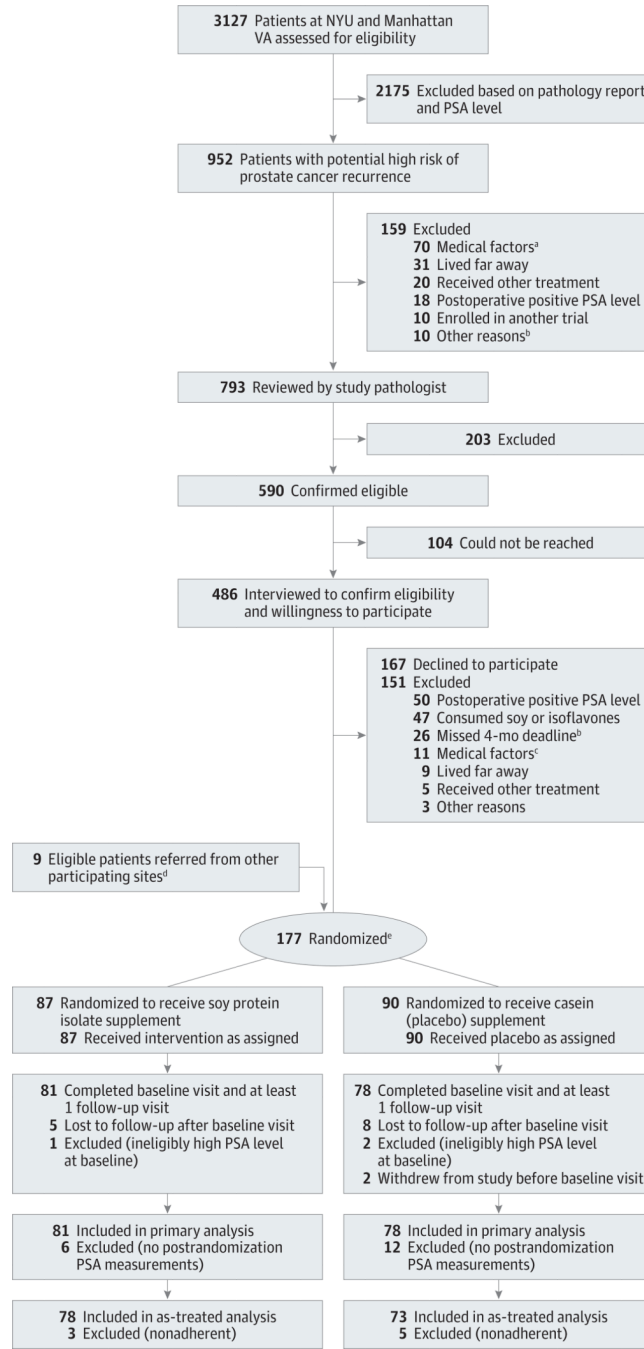 3127 Patients at NYU and Manhattan
VA assessed for eligibility
2175 Excluded based on pathology report
and PSA level
952 Patients with potential high risk of
prostate cancer recurrence
159 Excluded
70 Medical factorsᵃ
31 Lived far away
20 Received other treatment
18 Postoperative positive PSA level
10 Enrolled in another trial
10 Other reasonsᵇ
793 Reviewed by study pathologist
203 Excluded
590 Confirmed eligible
104 Could not be reached
486 Interviewed to confirm eligibility
and willingness to participate
167 Declined to participate
151 Excluded
50 Postoperative positive PSA level
47 Consumed soy or isoflavones
26 Missed 4-mo deadlineᵇ
11 Medical factorsᶜ
9 Lived far away
5 Received other treatment
3 Other reasons
9 Eligible patients referred from other
participating sitesᵈ
177 Randomizedᵉ
87 Randomized to receive soy protein
isolate supplement
87 Received intervention as assigned
90 Randomized to receive casein
(placebo) supplement
90 Received placebo as assigned
81 Completed baseline visit and at least
1 follow-up visit
5 Lost to follow-up after baseline visit
1 Excluded (ineligibly high PSA level
at baseline)
78 Completed baseline visit and at least
1 follow-up visit
8 Lost to follow-up after baseline visit
2 Excluded (ineligibly high PSA level
at baseline)
2 Withdrew from study before baseline visit
81 Included in primary analysis
6 Excluded (no postrandomization
PSA measurements)
78 Included in primary analysis
12 Excluded (no postrandomization
PSA measurements)
78 Included in as-treated analysis
3 Excluded (nonadherent)
73 Included in as-treated analysis
5 Excluded (nonadherent)